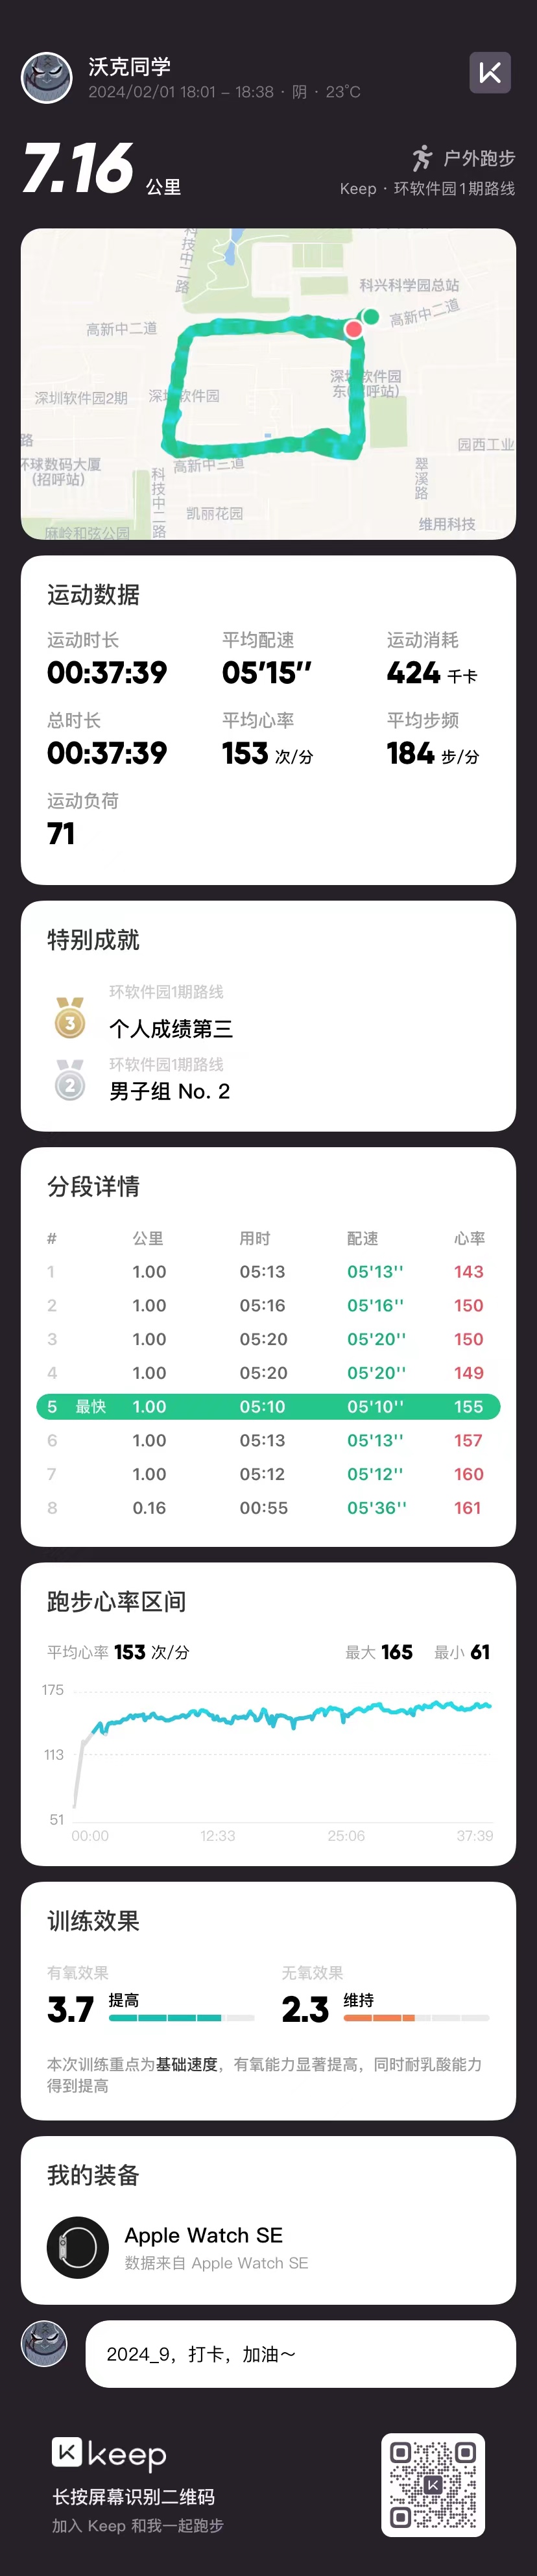 沃克同学
2024/02/01 18:01 – 18:38 · 阴 · 23℃
7.16 公里
户外跑步
Keep · 环软件园1期路线
科技中二路
科兴科学园总站
高新中二道
高新中二道
深圳软件园
东(招呼站)
深圳软件园2期
深圳软件园
路
园西工业
环球数码大厦
(招呼站)
高新中三道
科技中二路
翠溪路
凯丽花园
维用科技
麻岭和弦公园
运动数据
运动时长 平均配速 运动消耗
00:37:39 05'15'' 424 千卡
总时长 平均心率 平均步频
00:37:39 153 次/分 184 步/分
运动负荷
71
特别成就
环软件园1期路线
3 个人成绩第三
环软件园1期路线
2 男子组 No. 2
分段详情
# 公里 用时 配速 心率
1 1.00 05:13 05'13'' 143
2 1.00 05:16 05'16'' 150
3 1.00 05:20 05'20'' 150
4 1.00 05:20 05'20'' 149
5 最快 1.00 05:10 05'10'' 155
6 1.00 05:13 05'13'' 157
7 1.00 05:12 05'12'' 160
8 0.16 00:55 05'36'' 161
跑步心率区间
平均心率 153 次/分 最大 165 最小 61
175
113
51
00:00 12:33 25:06 37:39
训练效果
有氧效果 无氧效果
3.7 提高 2.3 维持
本次训练重点为基础速度，有氧能力显著提高，同时耐乳酸能力
得到提高
我的装备
Apple Watch SE
数据来自 Apple Watch SE
2024_9，打卡，加油～
keep
长按屏幕识别二维码
加入 Keep 和我一起跑步